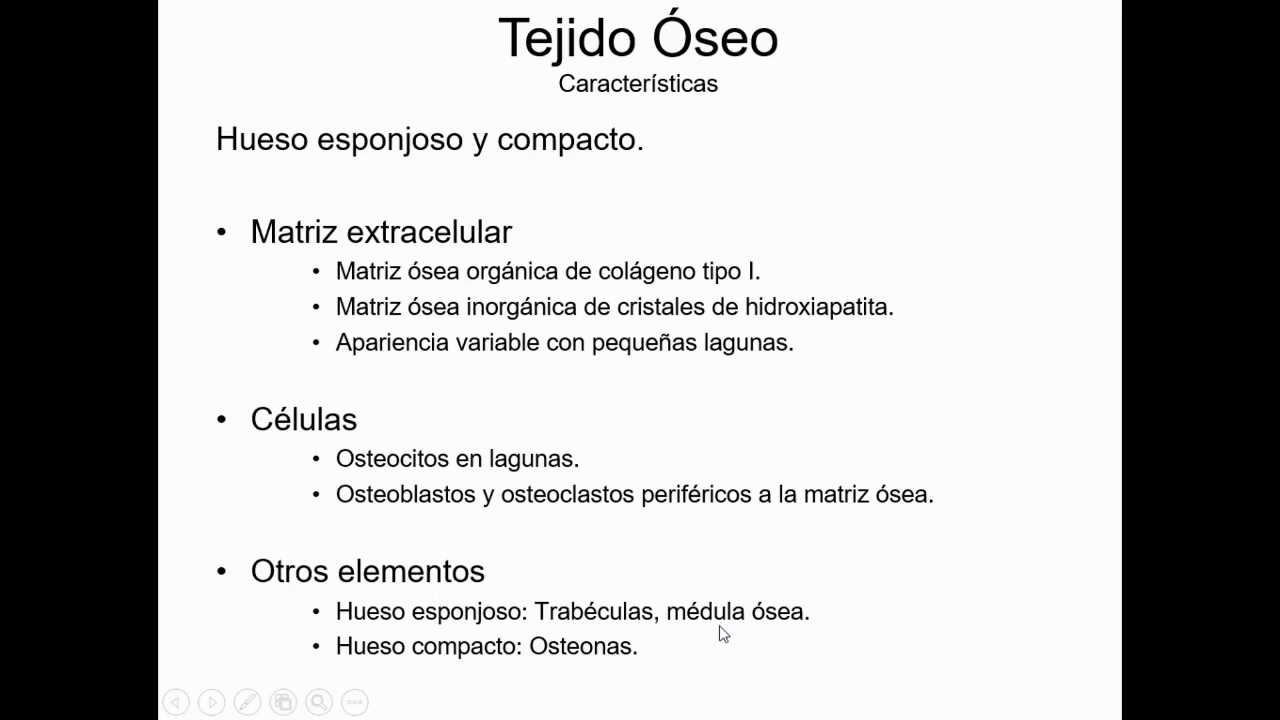 Tejido Óseo
Características
Hueso esponjoso y compacto.
• Matriz extracelular
• Matriz ósea orgánica de colágeno tipo I.
• Matriz ósea inorgánica de cristales de hidroxiapatita.
• Apariencia variable con pequeñas lagunas.
• Células
• Osteocitos en lagunas.
• Osteoblastos y osteoclastos periféricos a la matriz ósea.
• Otros elementos
• Hueso esponjoso: Trabéculas, médula ósea.
• Hueso compacto: Osteonas.